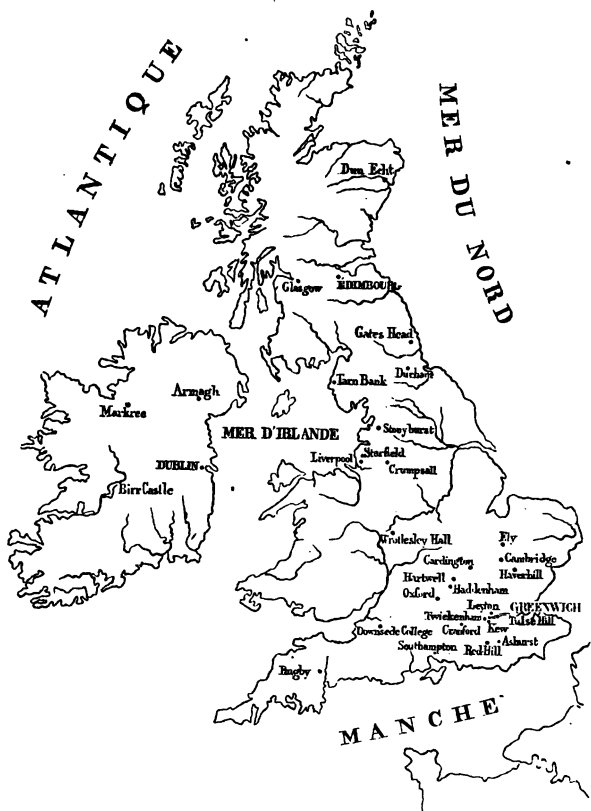 ATLANTIQUE
MER DU NORD
Dun Echt
Glasgow
EDIMBOURG
Gates Head
Tarn Bank
Durham
Armagh
Markree
MER D'IRLANDE
Stonyhurst
DUBLIN
Liverpool
Starfield
Crumpsall
Birr Castle
Wrotlesley Hall
Ely
Cardington
Cambridge
Hartwell
Haverhill
Oxford
Haddenham
Leyton
GREENWICH
Twickenham
Tulse Hill
Downside College
Cranford
Kew
Southampton
Red Hill
Ashurst
Rugby
MANCHE